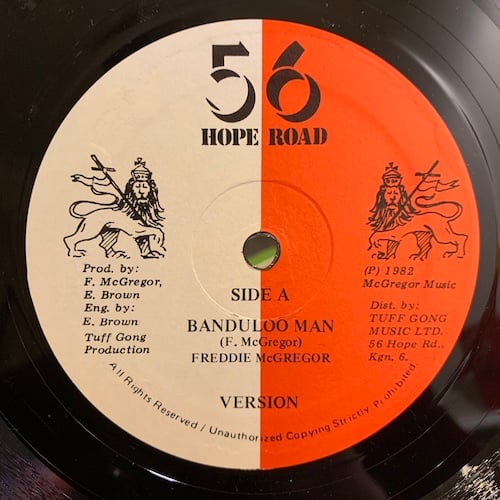 56
HOPE ROAD
Prod. by:
F. McGregor,
E. Brown
Eng. by:
E. Brown
Tuff Gong
Production
(P) 1982
McGregor Music
Dist. by:
TUFF GONG
MUSIC LTD.
56 Hope Rd.,
Kgn. 6.
SIDE A
BANDULOO MAN
(F. McGregor)
FREDDIE McGREGOR
VERSION
All Rights Reserved / Unauthorized Copying Strictly Prohibited